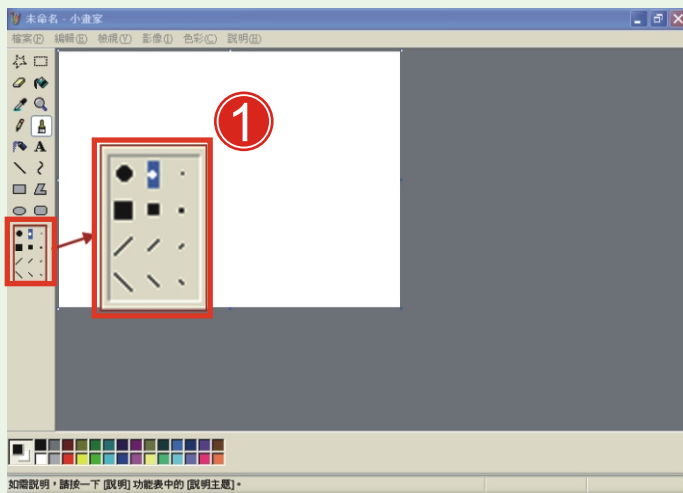 未命名 - 小畫家
檔案(F) 編輯(E) 檢視(V) 影像(I) 色彩(C) 說明(H)
A
1
如需說明，請按一下 [說明] 功能表中的 [說明主題]。